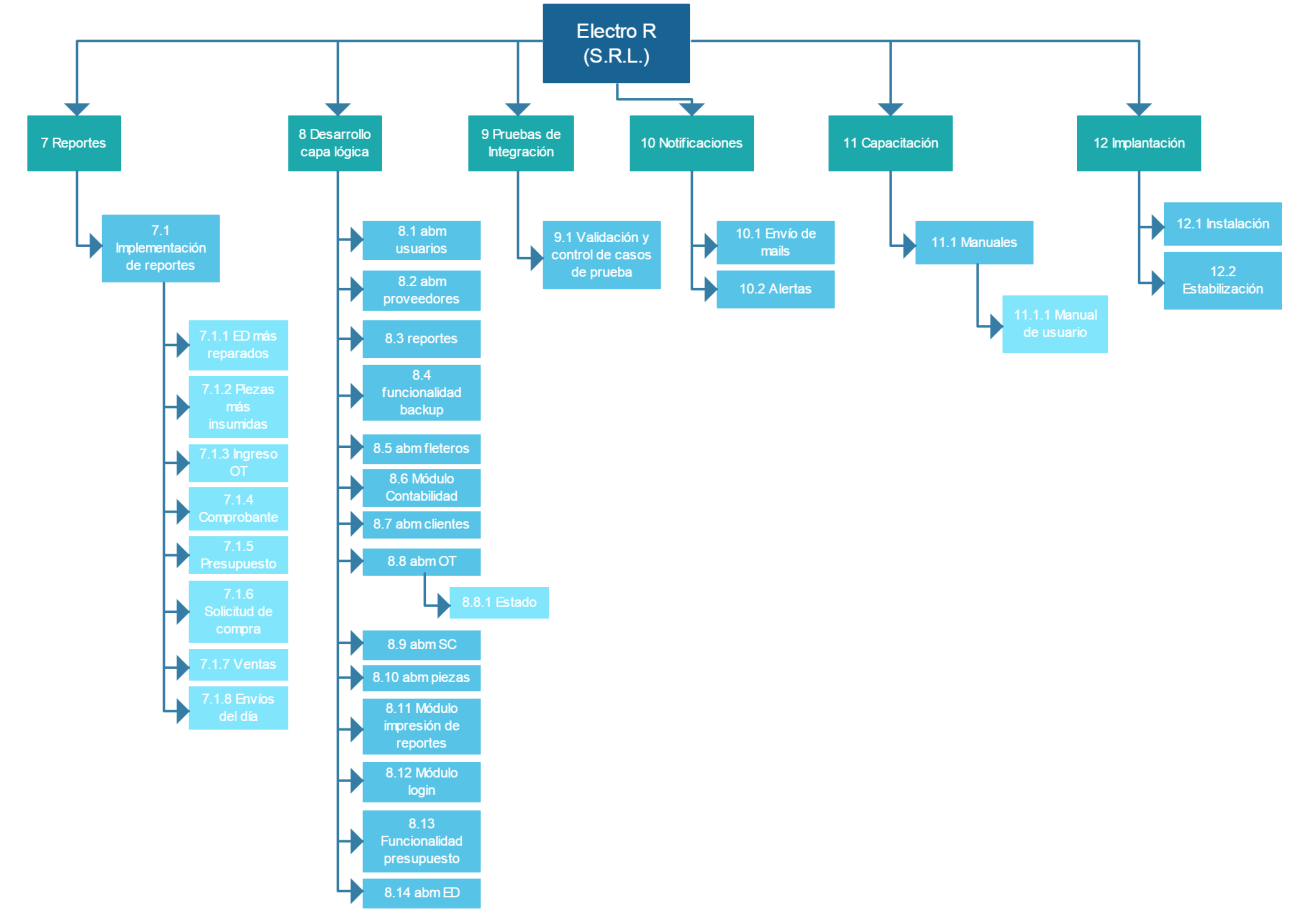 Electro R
(S.R.L.)
7 Reportes
8 Desarrollo
capa lógica
9 Pruebas de
Integración
10 Notificaciones
11 Capacitación
12 Implantación
7.1
Implementación
de reportes
7.1.1 ED más
reparados
7.1.2 Piezas
más
insumidas
7.1.3 Ingreso
OT
7.1.4
Comprobante
7.1.5
Presupuesto
7.1.6
Solicitud de
compra
7.1.7 Ventas
7.1.8 Envíos
del día
8.1 abm
usuarios
8.2 abm
proveedores
8.3 reportes
8.4
funcionalidad
backup
8.5 abm fleteros
8.6 Módulo
Contabilidad
8.7 abm clientes
8.8 abm OT
8.8.1 Estado
8.9 abm SC
8.10 abm piezas
8.11 Módulo
impresión de
reportes
8.12 Módulo
login
8.13
Funcionalidad
presupuesto
8.14 abm ED
9.1 Validación y
control de casos
de prueba
10.1 Envío de
mails
10.2 Alertas
11.1 Manuales
11.1.1 Manual
de usuario
12.1 Instalación
12.2
Estabilización